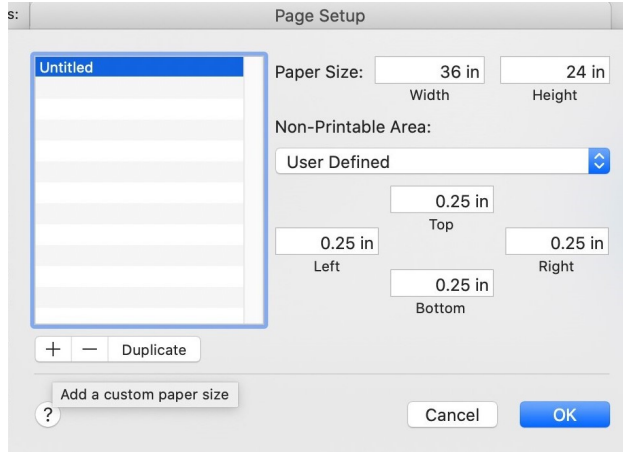 s:
Page Setup
Untitled
Paper Size:
36 in
24 in
Width
Height
Non-Printable Area:
User Defined
0.25 in
Top
0.25 in
0.25 in
Left
Right
0.25 in
Bottom
+
−
Duplicate
Add a custom paper size
?
Cancel
OK